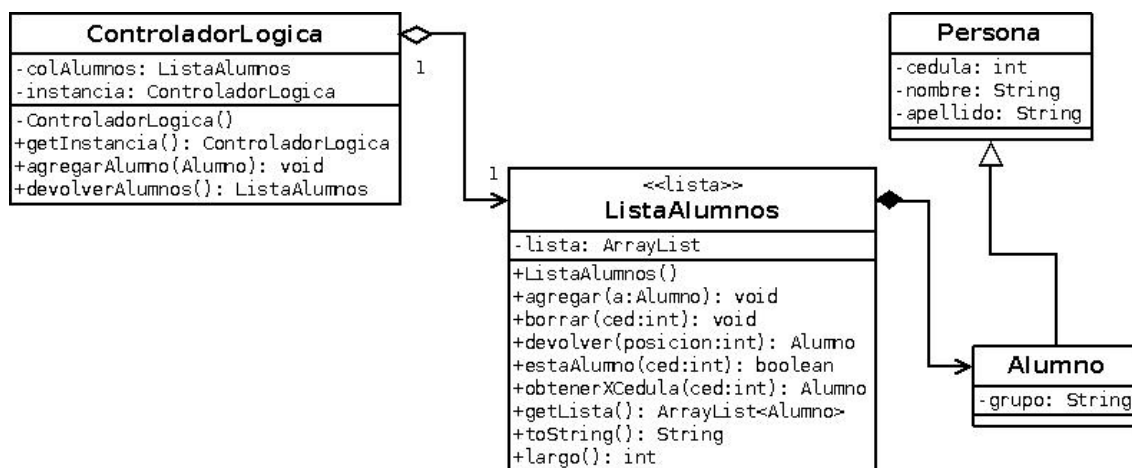 ControladorLogica
-colAlumnos: ListaAlumnos
-instancia: ControladorLogica
-ControladorLogica()
+getInstancia(): ControladorLogica
+agregarAlumno(Alumno): void
+devolverAlumnos(): ListaAlumnos
1
1
Persona
-cedula: int
-nombre: String
-apellido: String
<<lista>>
ListaAlumnos
-lista: ArrayList
+ListaAlumnos()
+agregar(a:Alumno): void
+borrar(ced:int): void
+devolver(posicion:int): Alumno
+estaAlumno(ced:int): boolean
+obtenerXCedula(ced:int): Alumno
+getLista(): ArrayList<Alumno>
+toString(): String
+largo(): int
Alumno
-grupo: String